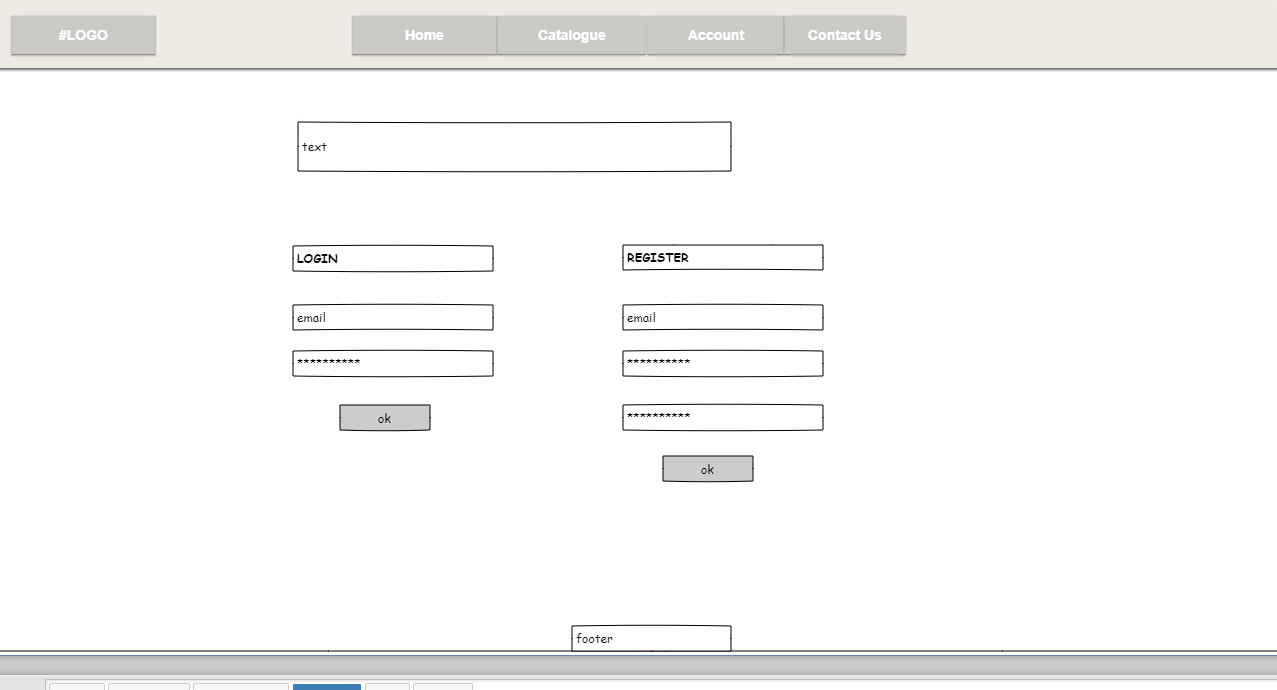 #LOGO
Home
Catalogue
Account
Contact Us
text
LOGIN
REGISTER
email
email
**********
**********
ok
**********
ok
footer